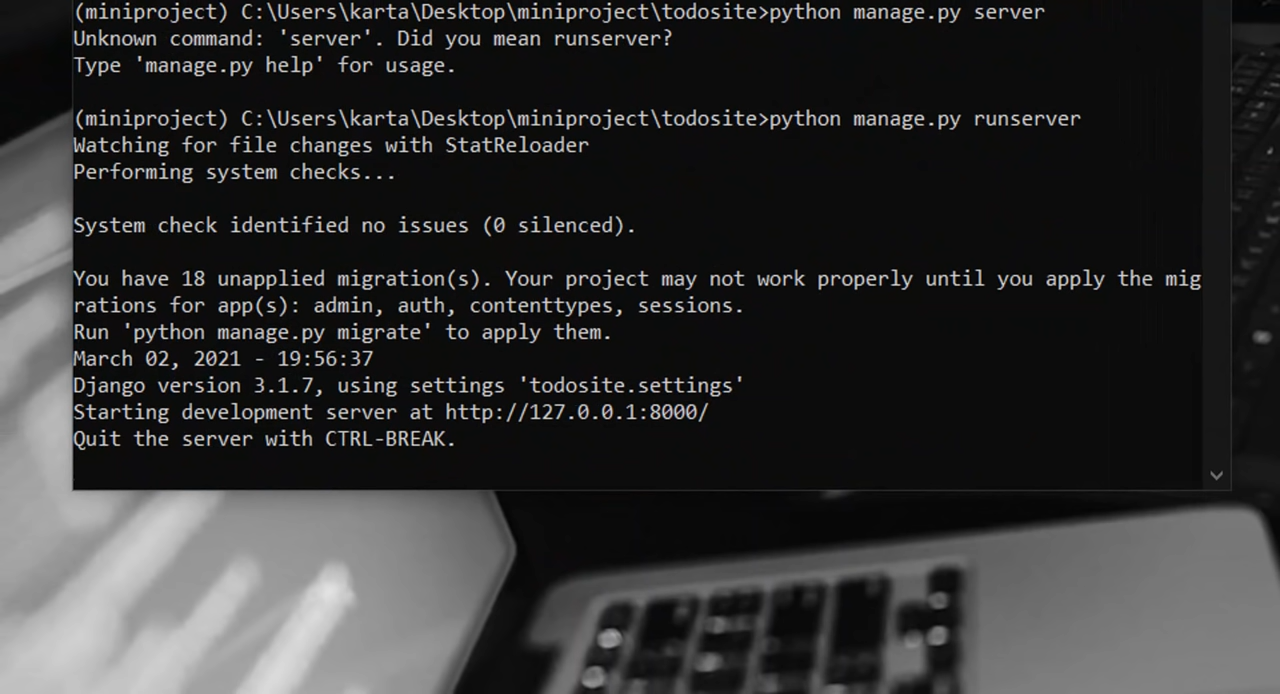 (miniproject) C:\Users\karta\Desktop\miniproject\todosite>python manage.py server
Unknown command: 'server'. Did you mean runserver?
Type 'manage.py help' for usage.
(miniproject) C:\Users\karta\Desktop\miniproject\todosite>python manage.py runserver
Watching for file changes with StatReloader
Performing system checks...
System check identified no issues (0 silenced).
You have 18 unapplied migration(s). Your project may not work properly until you apply the mig
rations for app(s): admin, auth, contenttypes, sessions.
Run 'python manage.py migrate' to apply them.
March 02, 2021 - 19:56:37
Django version 3.1.7, using settings 'todosite.settings'
Starting development server at http://127.0.0.1:8000/
Quit the server with CTRL-BREAK.